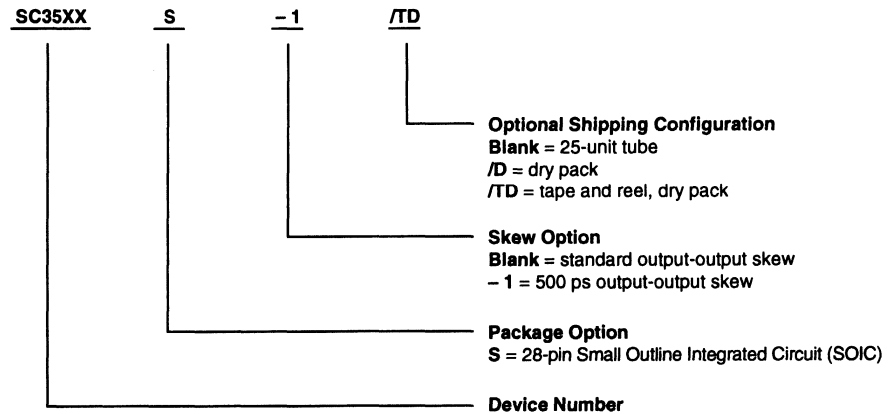 SC35XX S – 1 /TD
Optional Shipping Configuration
Blank = 25-unit tube
/D = dry pack
/TD = tape and reel, dry pack
Skew Option
Blank = standard output-output skew
– 1 = 500 ps output-output skew
Package Option
S = 28-pin Small Outline Integrated Circuit (SOIC)
Device Number